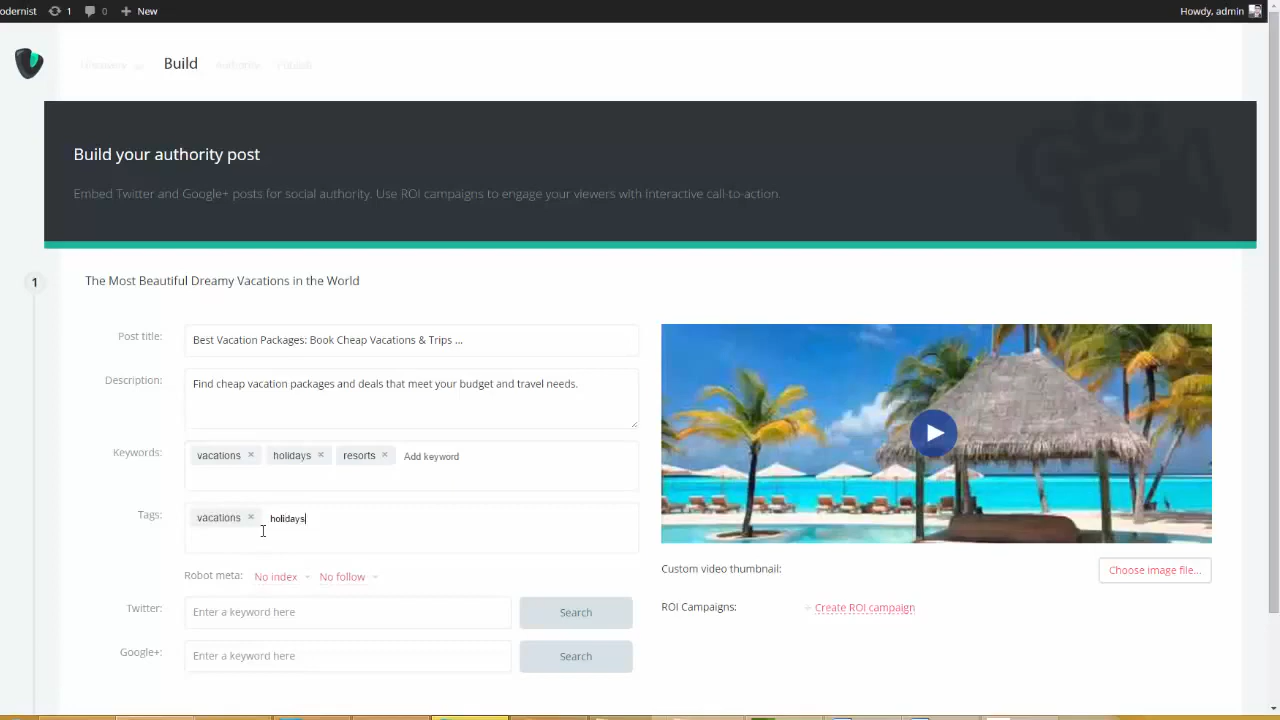 odernist 1 0 New Howdy, admin
Build Authority Publish
Build your authority post
Embed Twitter and Google+ posts for social authority. Use ROI campaigns to engage your viewers with interactive call-to-action.
1
The Most Beautiful Dreamy Vacations in the World
Post title: Best Vacation Packages: Book Cheap Vacations & Trips ...
Description: Find cheap vacation packages and deals that meet your budget and travel needs.
Keywords: vacations × holidays × resorts × Add keyword
Tags: vacations × holidays
Robot meta: No index No follow
Custom video thumbnail: Choose image file...
Twitter: Enter a keyword here Search
ROI Campaigns: + Create ROI campaign
Google+: Enter a keyword here Search